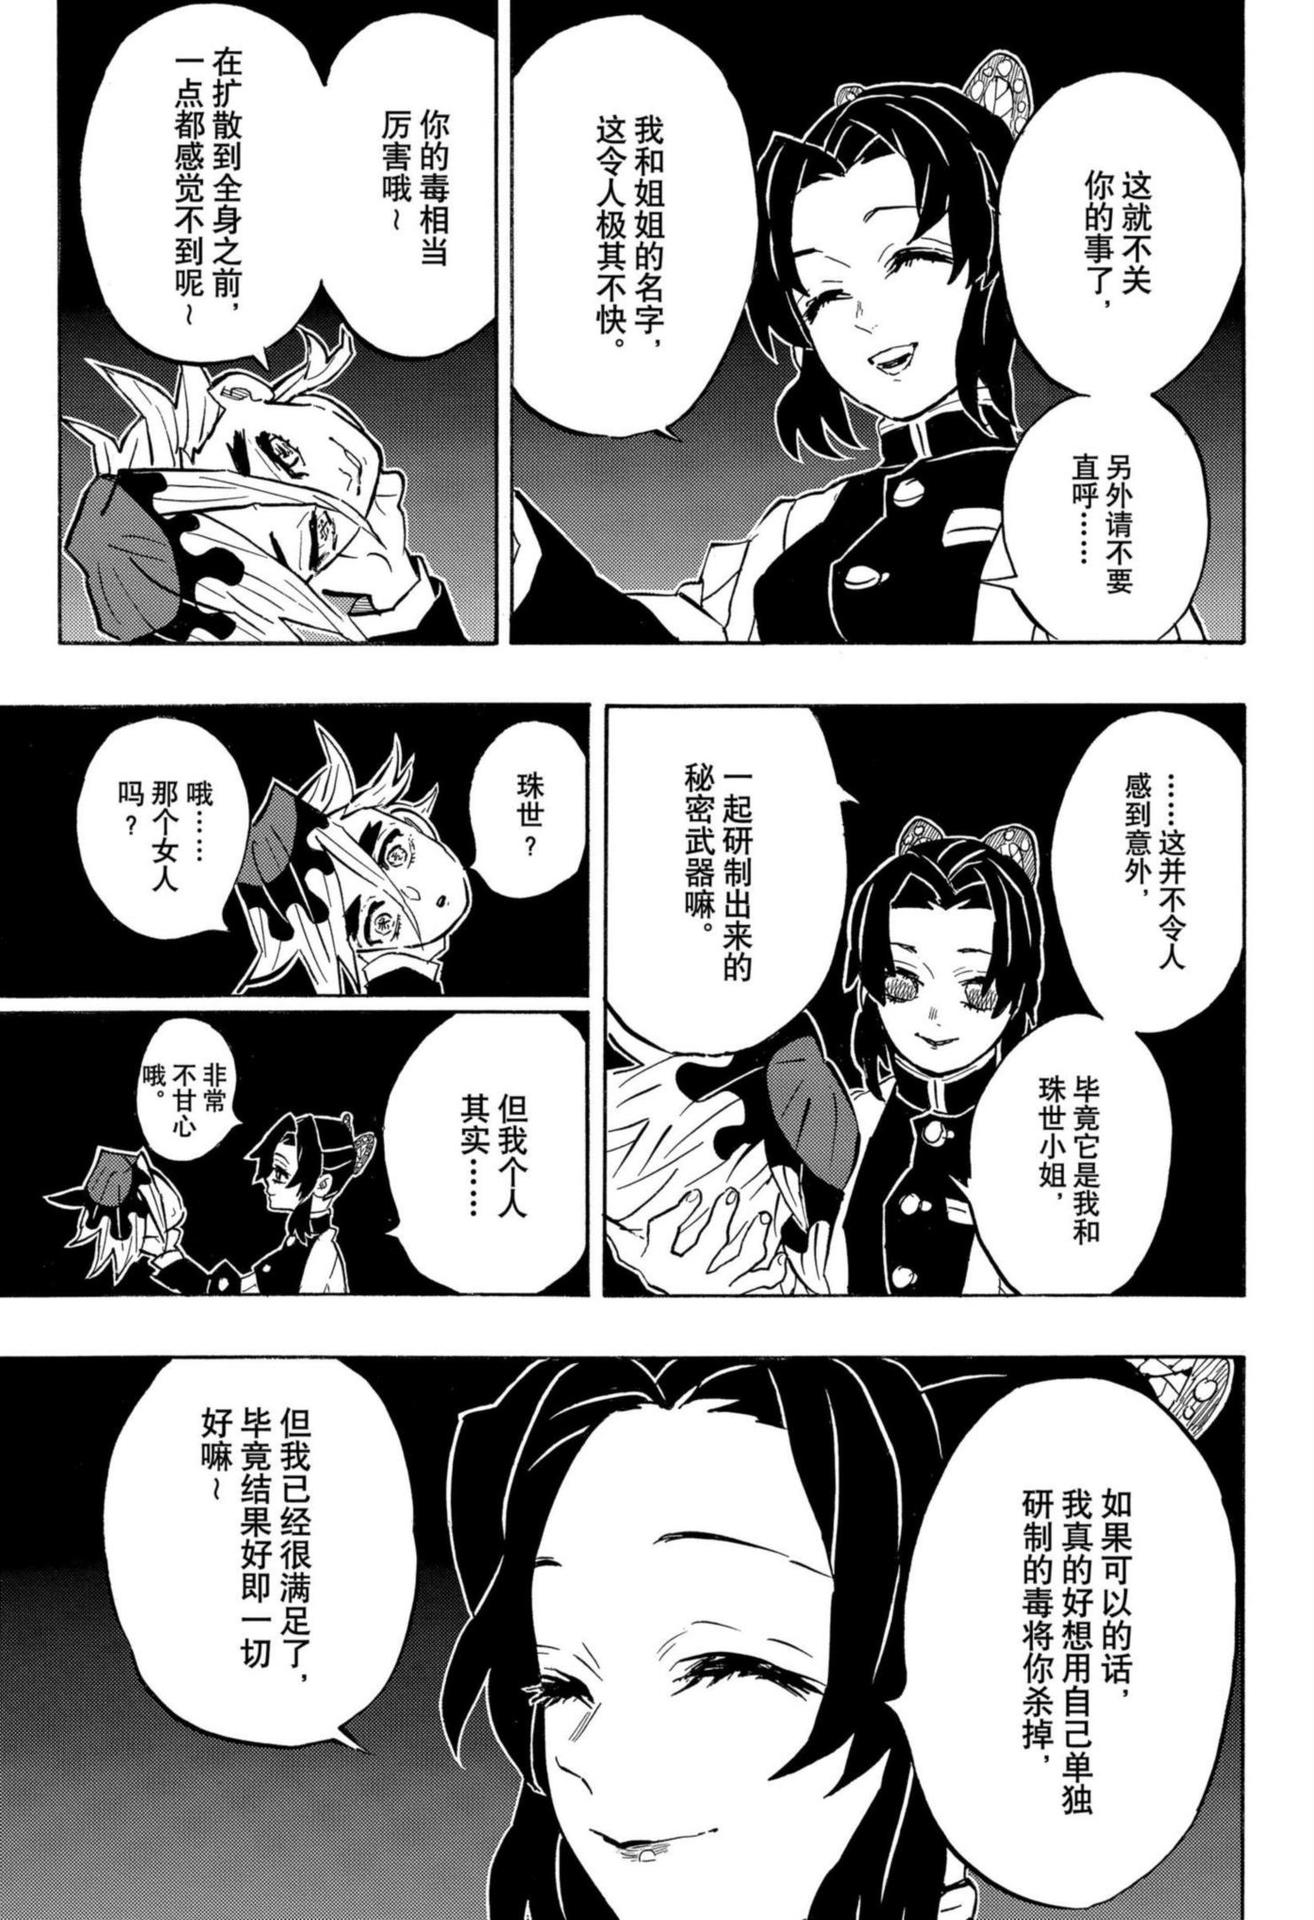 这就不关
你的事了，
另外请不要
直呼……
我和姐姐的名字，
这令人极其不快。
你的毒相当
厉害哦～
在扩散到全身之前，
一点都感觉不到呢～
……这并不令人
感到意外，
毕竟它是我和
珠世小姐，
一起研制出来的
秘密武器嘛。
珠世？
哦……
那个女人
吗？
但我个人
其实……
非常
不甘心
哦。
如果可以的话，
我真的好想用自己单独
研制的毒将你杀掉，
但我已经很满足了，
毕竟结果好即一切
好嘛～